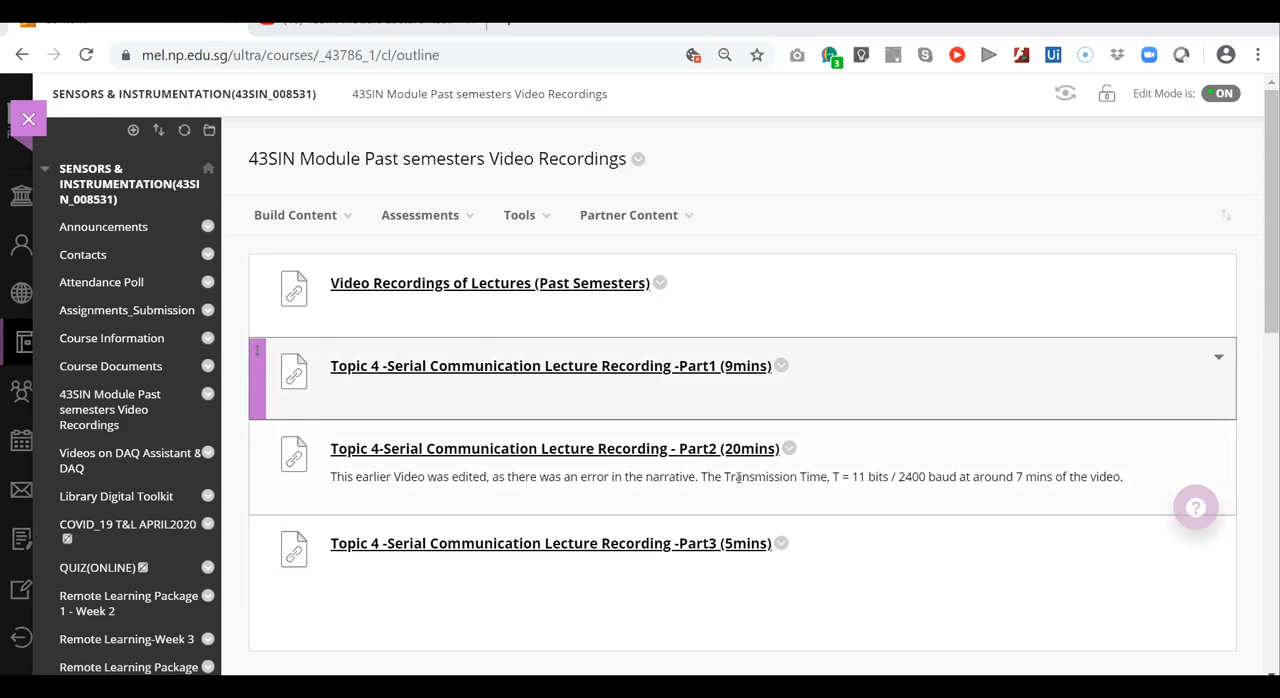 mel.np.edu.sg/ultra/courses/_43786_1/cl/outline
3
Ui
SENSORS & INSTRUMENTATION(43SIN_008531)
43SIN Module Past semesters Video Recordings
Edit Mode is:
ON
SENSORS &
INSTRUMENTATION(43SI
N_008531)
Announcements
Contacts
Attendance Poll
Assignments_Submission
Course Information
Course Documents
43SIN Module Past
semesters Video
Recordings
Videos on DAQ Assistant &
DAQ
Library Digital Toolkit
COVID_19 T&L APRIL2020
QUIZ(ONLINE)
Remote Learning Package
1 - Week 2
Remote Learning-Week 3
Remote Learning Package
43SIN Module Past semesters Video Recordings
Build Content
Assessments
Tools
Partner Content
Video Recordings of Lectures (Past Semesters)
Topic 4 -Serial Communication Lecture Recording -Part1 (9mins)
Topic 4-Serial Communication Lecture Recording - Part2 (20mins)
This earlier Video was edited, as there was an error in the narrative. The Transmission Time, T = 11 bits / 2400 baud at around 7 mins of the video.
?
Topic 4 -Serial Communication Lecture Recording -Part3 (5mins)